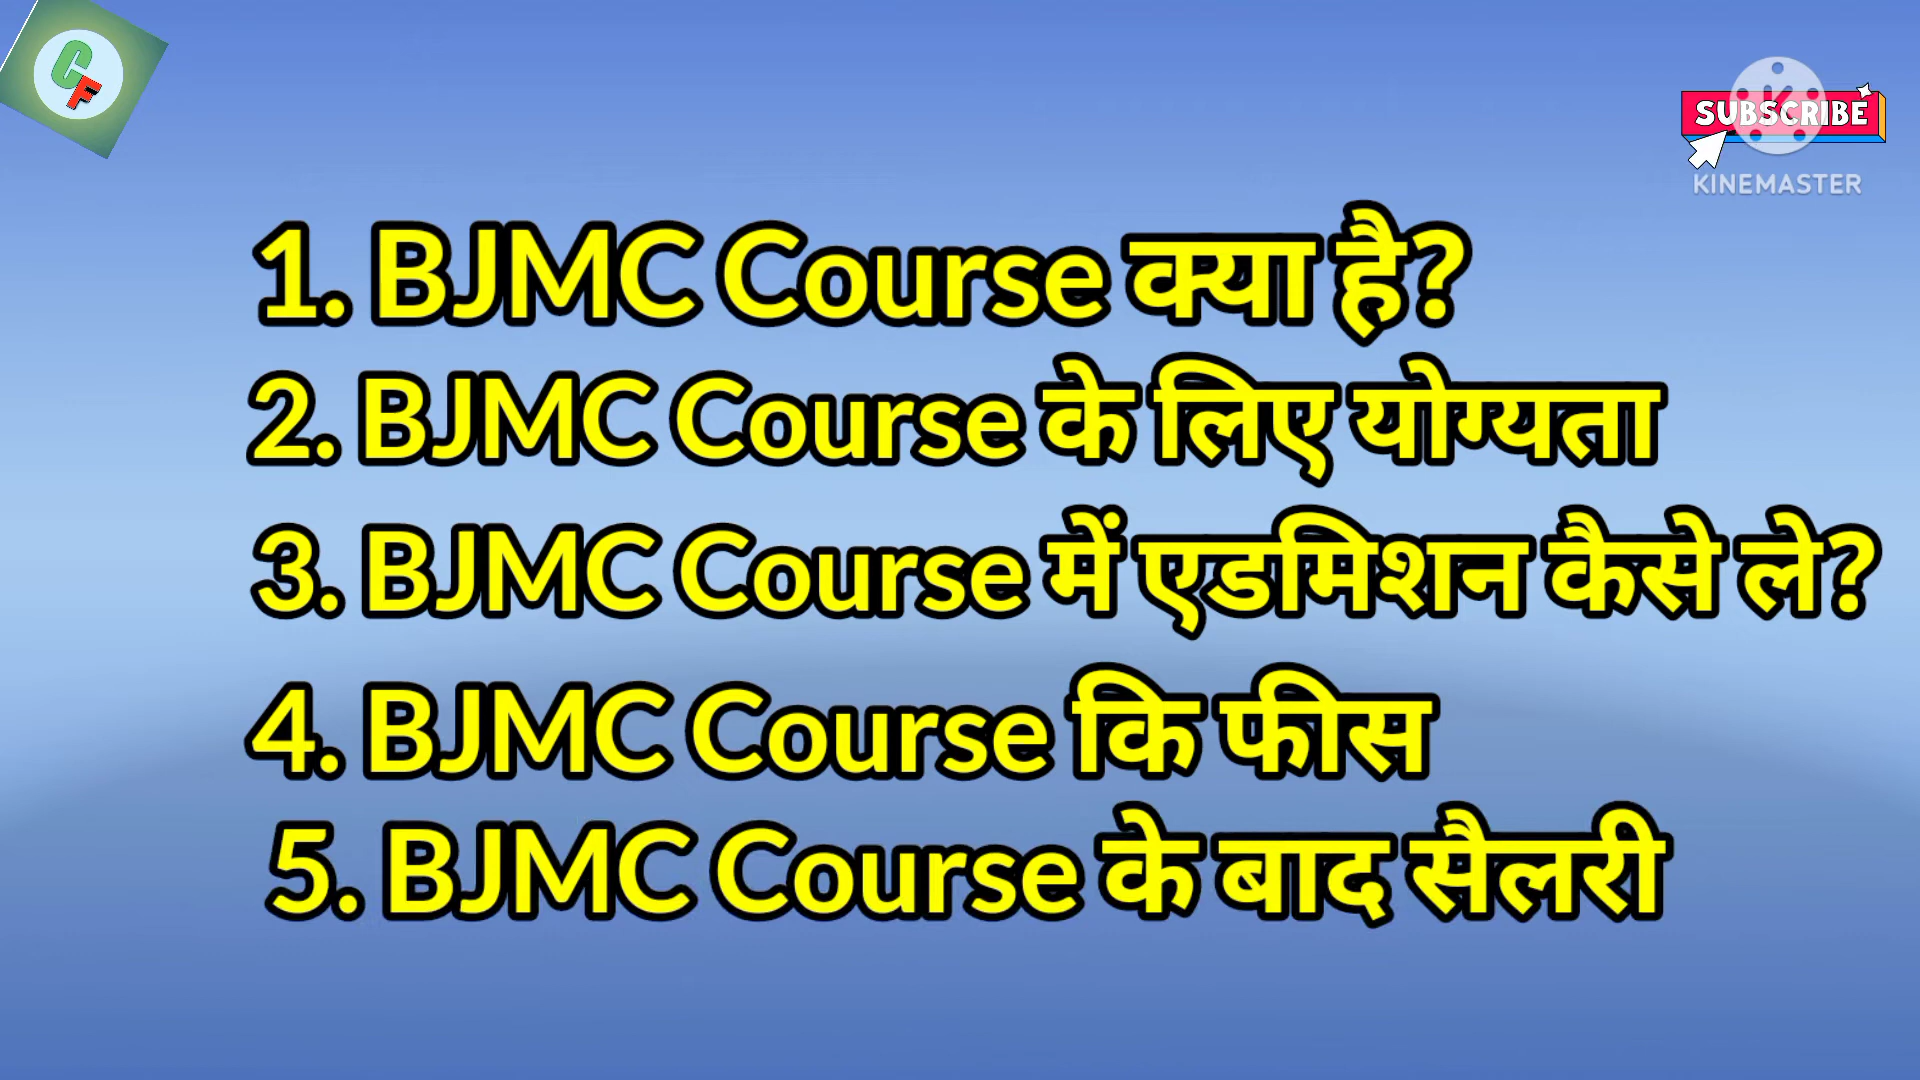 CF
SUBSCRIBE
KINEMASTER
1. BJMC Course क्या है?
2. BJMC Course के लिए योग्यता
3. BJMC Course में एडमिशन कैसे ले?
4. BJMC Course कि फीस
5. BJMC Course के बाद सैलरी